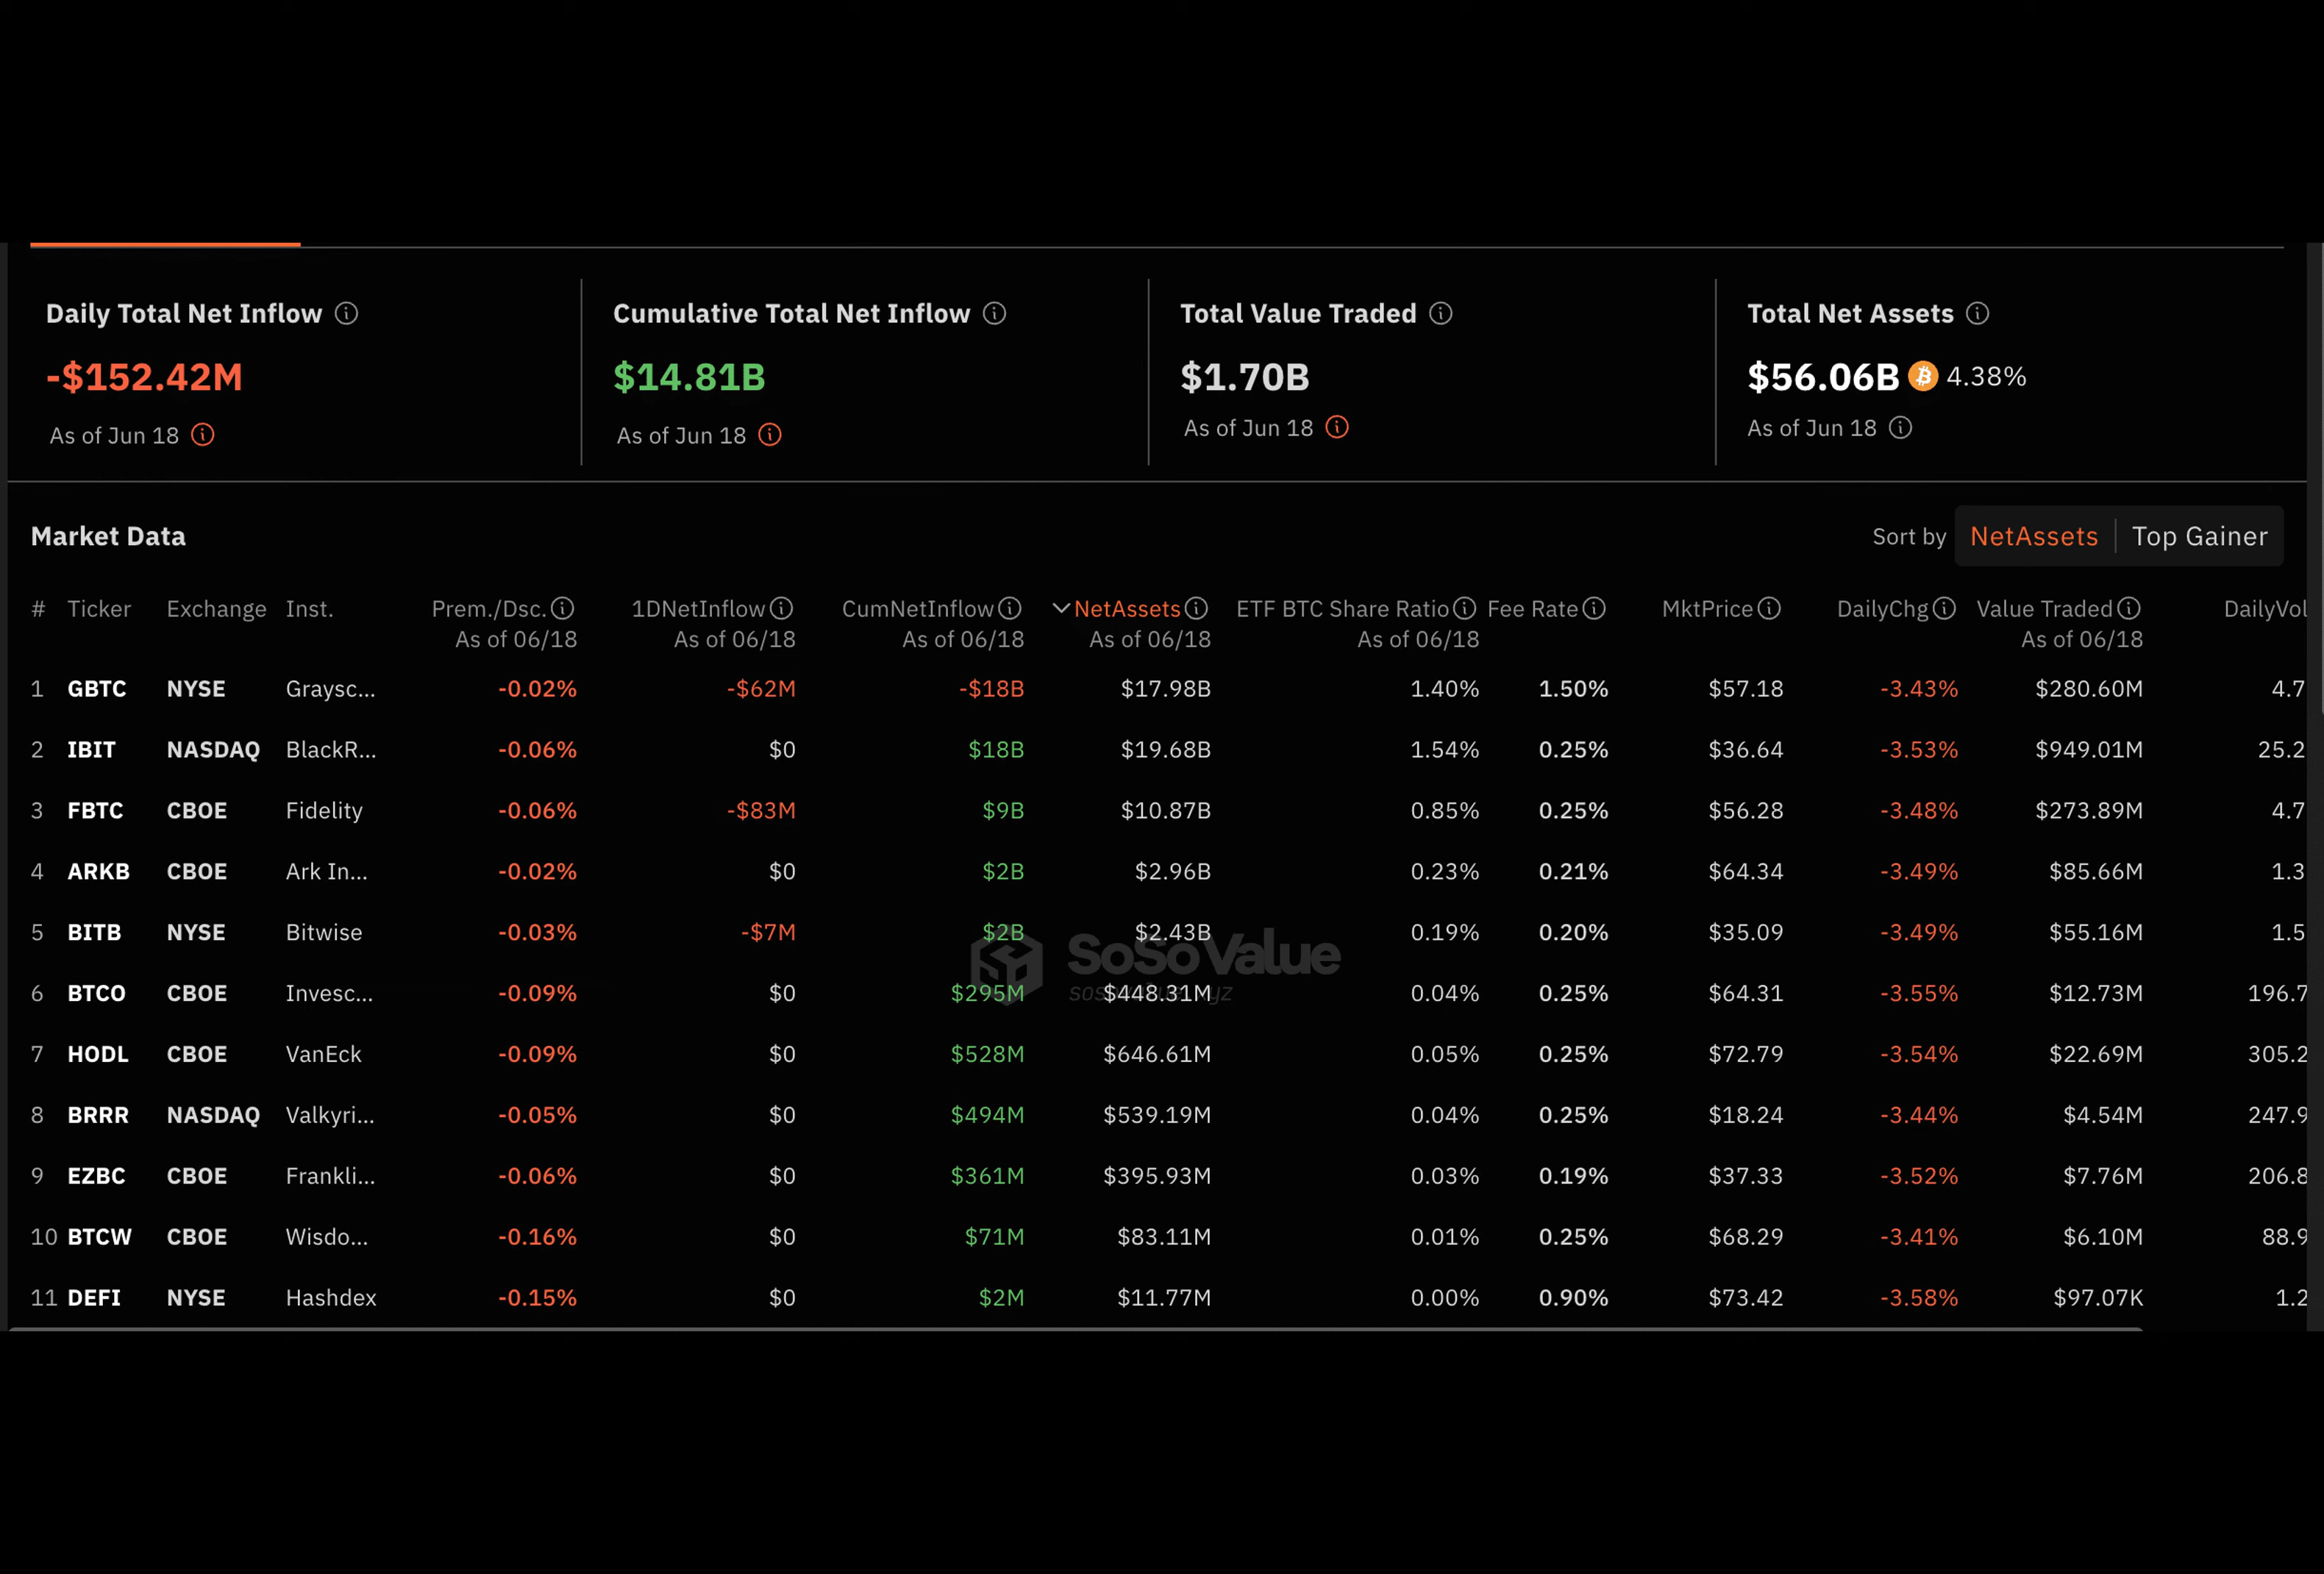 Daily Total Net Inflow
-$152.42M
As of Jun 18
Cumulative Total Net Inflow
$14.81B
As of Jun 18
Total Value Traded
$1.70B
As of Jun 18
Total Net Assets
$56.06B 4.38%
As of Jun 18
Market Data
Sort by NetAssets Top Gainer
# Ticker Exchange Inst. Prem./Dsc. 1DNetInflow CumNetInflow NetAssets ETF BTC Share Ratio Fee Rate MktPrice DailyChg Value Traded DailyVol
As of 06/18 As of 06/18 As of 06/18 As of 06/18 As of 06/18 As of 06/18
1 GBTC NYSE Graysc... -0.02% -$62M -$18B $17.98B 1.40% 1.50% $57.18 -3.43% $280.60M 4.7
2 IBIT NASDAQ BlackR... -0.06% $0 $18B $19.68B 1.54% 0.25% $36.64 -3.53% $949.01M 25.2
3 FBTC CBOE Fidelity -0.06% -$83M $9B $10.87B 0.85% 0.25% $56.28 -3.48% $273.89M 4.7
4 ARKB CBOE Ark In... -0.02% $0 $2B $2.96B 0.23% 0.21% $64.34 -3.49% $85.66M 1.3
5 BITB NYSE Bitwise -0.03% -$7M $2B $2.43B 0.19% 0.20% $35.09 -3.49% $55.16M 1.5
SoSoValue
6 BTCO CBOE Invesc... -0.09% $0 $295M $448.31M 0.04% 0.25% $64.31 -3.55% $12.73M 196.7
7 HODL CBOE VanEck -0.09% $0 $528M $646.61M 0.05% 0.25% $72.79 -3.54% $22.69M 305.2
8 BRRR NASDAQ Valkyri... -0.05% $0 $494M $539.19M 0.04% 0.25% $18.24 -3.44% $4.54M 247.9
9 EZBC CBOE Frankli... -0.06% $0 $361M $395.93M 0.03% 0.19% $37.33 -3.52% $7.76M 206.8
10 BTCW CBOE Wisdo... -0.16% $0 $71M $83.11M 0.01% 0.25% $68.29 -3.41% $6.10M 88.9
11 DEFI NYSE Hashdex -0.15% $0 $2M $11.77M 0.00% 0.90% $73.42 -3.58% $97.07K 1.2